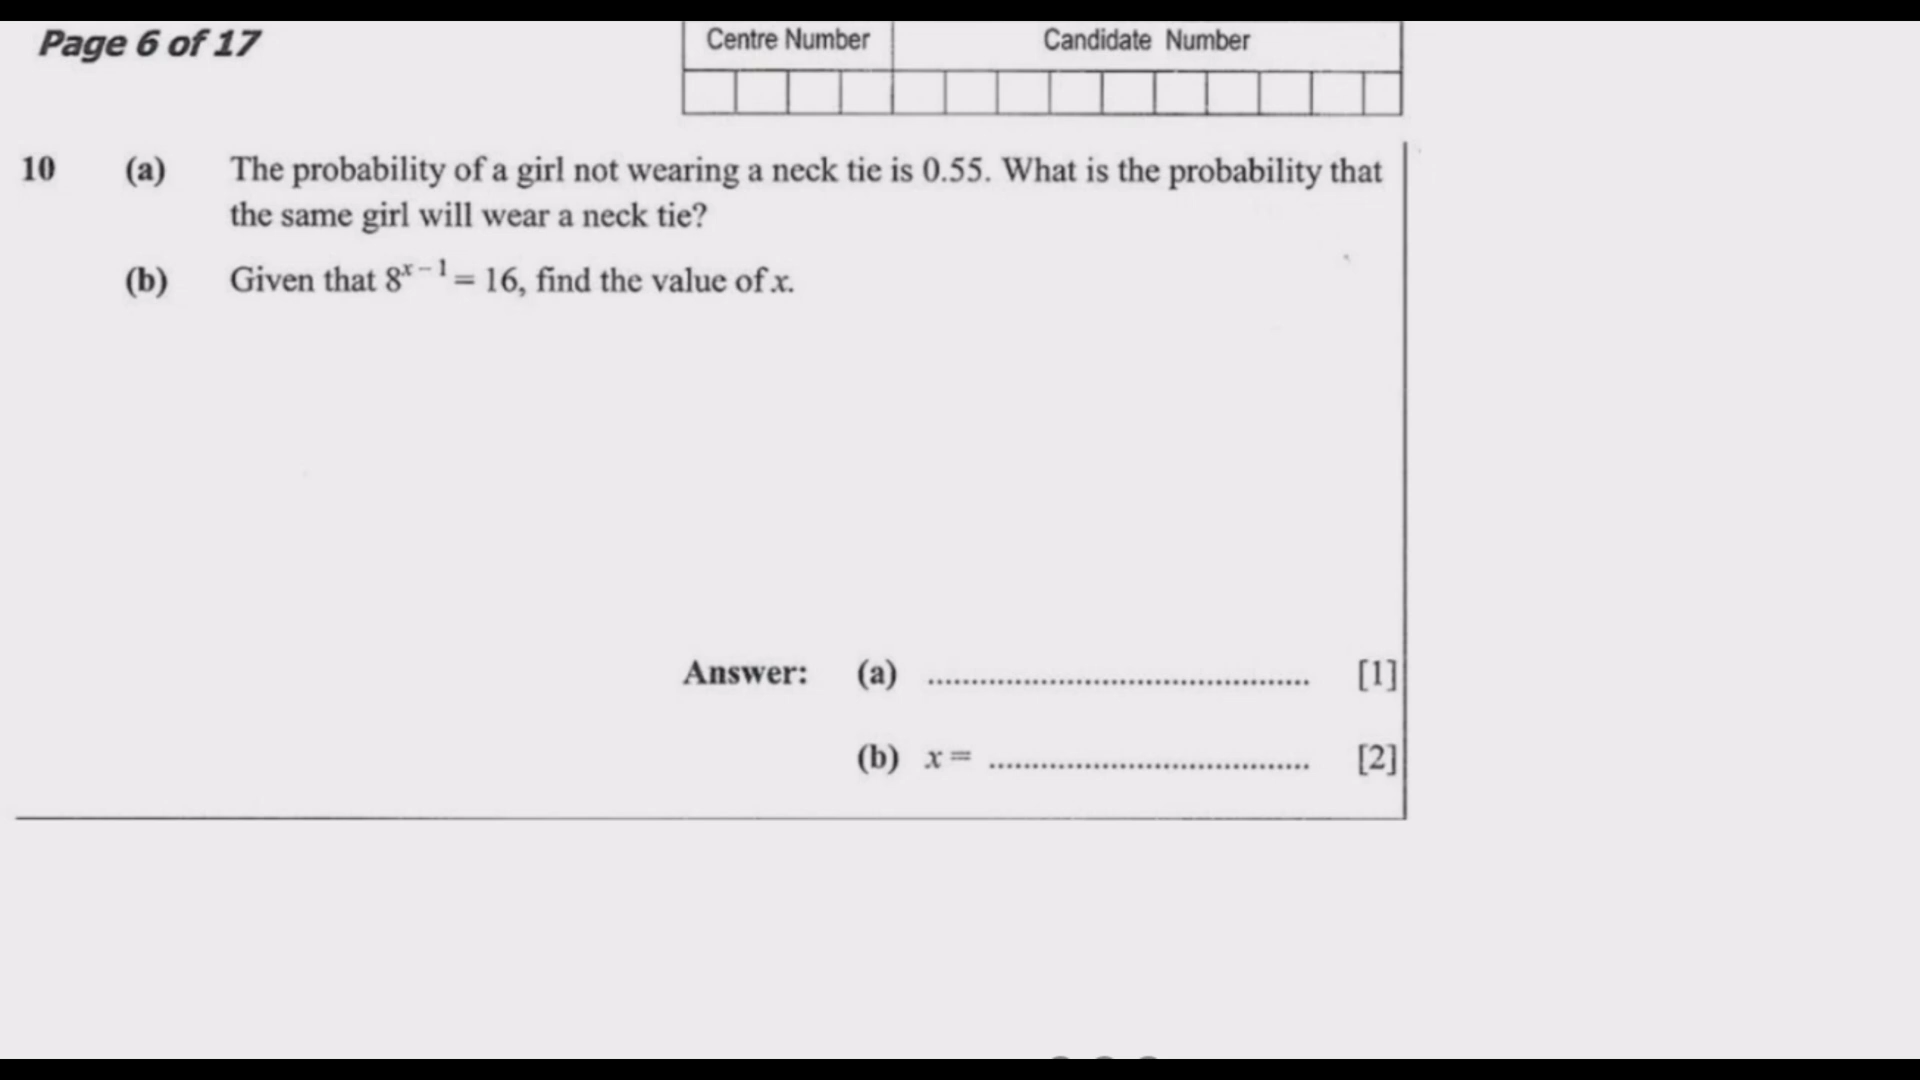 Page 6 of 17
Centre Number Candidate Number
10 (a) The probability of a girl not wearing a neck tie is 0.55. What is the probability that
the same girl will wear a neck tie?
(b) Given that 8ˣ⁻¹ = 16, find the value of x.
Answer: (a) .......................................... [1]
(b) x = .................................... [2]